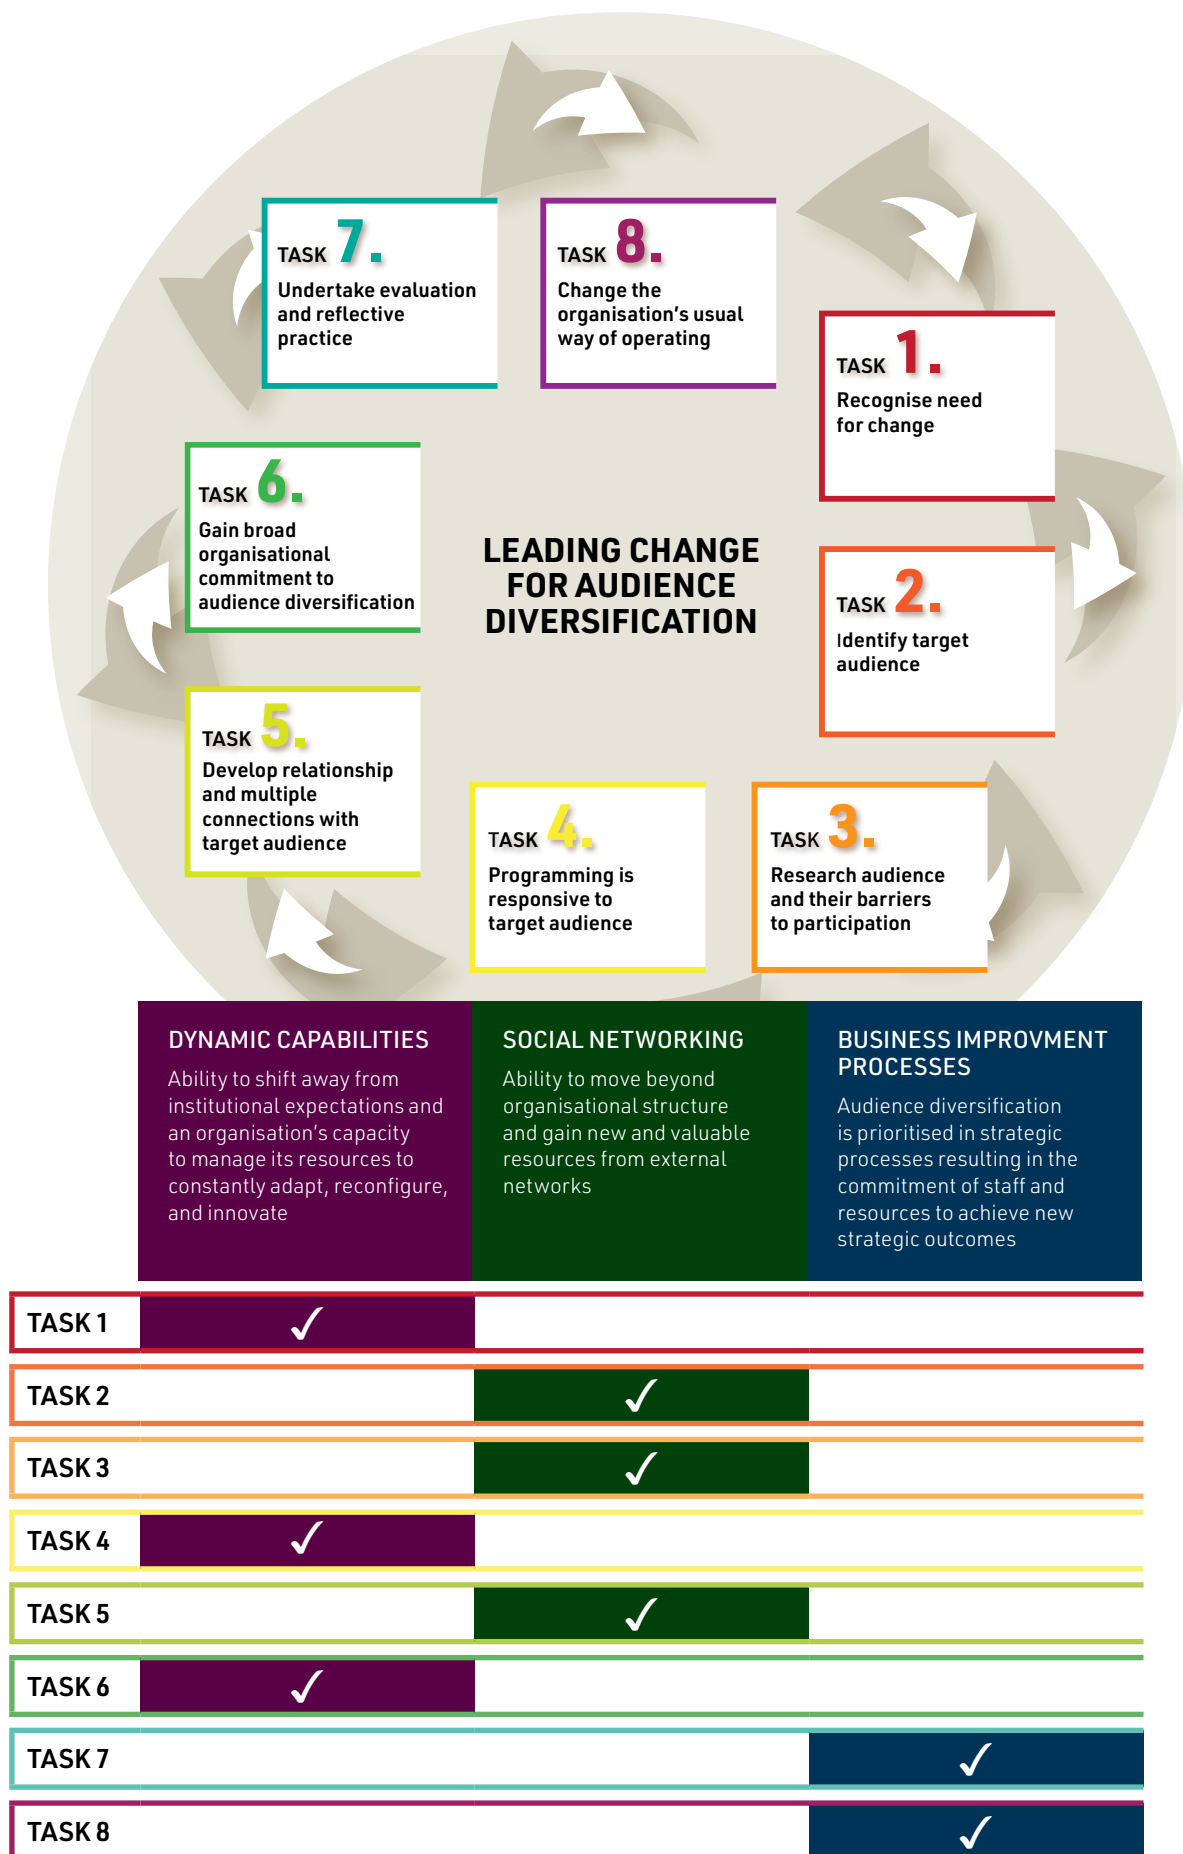 TASK 7.
Undertake evaluation
and reflective
practice
TASK 8.
Change the
organisation's usual
way of operating
TASK 1.
Recognise need
for change
TASK 6.
Gain broad
organisational
commitment to
audience diversification
LEADING CHANGE
FOR AUDIENCE
DIVERSIFICATION
TASK 2.
Identify target
audience
TASK 5.
Develop relationship
and multiple
connections with
target audience
TASK 4.
Programming is
responsive to
target audience
TASK 3.
Research audience
and their barriers
to participation
DYNAMIC CAPABILITIES
Ability to shift away from
institutional expectations and
an organisation's capacity
to manage its resources to
constantly adapt, reconfigure,
and innovate
SOCIAL NETWORKING
Ability to move beyond
organisational structure
and gain new and valuable
resources from external
networks
BUSINESS IMPROVMENT
PROCESSES
Audience diversification
is prioritised in strategic
processes resulting in the
commitment of staff and
resources to achieve new
strategic outcomes
TASK 1 ✓
TASK 2 ✓
TASK 3 ✓
TASK 4 ✓
TASK 5 ✓
TASK 6 ✓
TASK 7 ✓
TASK 8 ✓